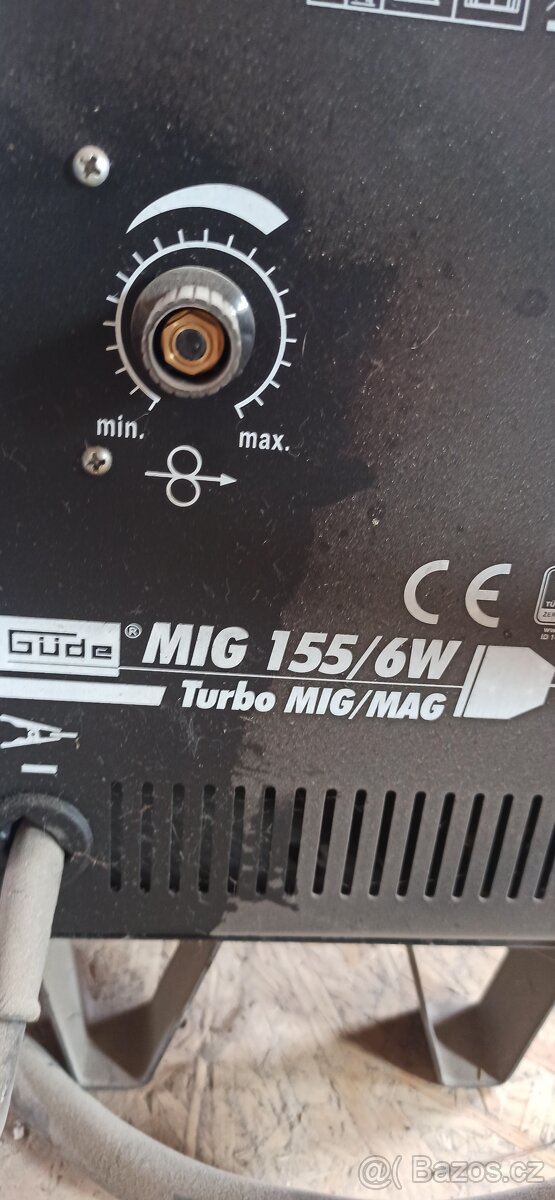 min.
max.
CE
Güde ® MIG 155/6W
Turbo MIG/MAG
@ Bazos.cz